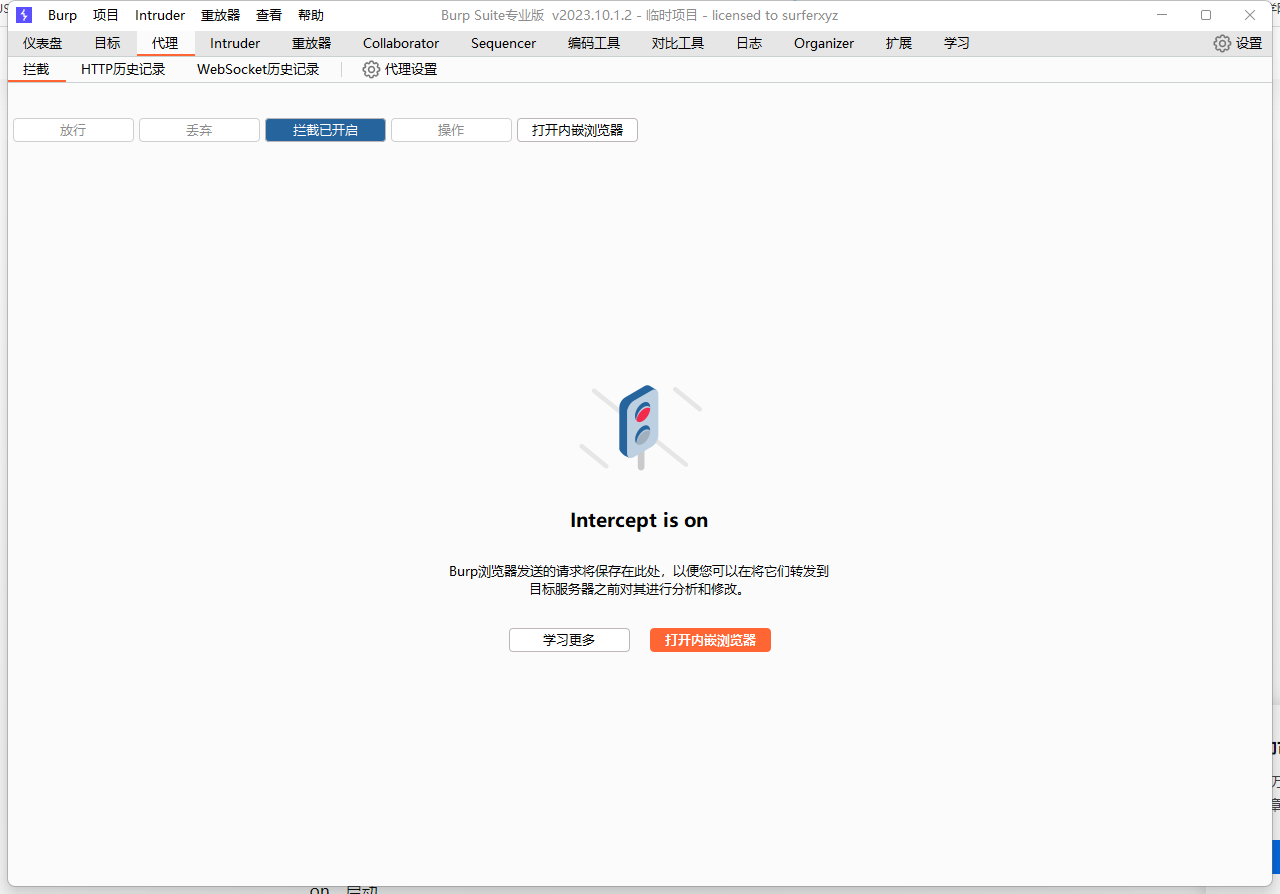 Burp 项目 Intruder 重放器 查看 帮助 Burp Suite专业版 v2023.10.1.2 - 临时项目 - licensed to surferxyz
仪表盘 目标 代理 Intruder 重放器 Collaborator Sequencer 编码工具 对比工具 日志 Organizer 扩展 学习 设置
拦截 HTTP历史记录 WebSocket历史记录 代理设置
放行 丢弃 拦截已开启 操作 打开内嵌浏览器
Intercept is on
Burp浏览器发送的请求将保存在此处，以便您可以在将它们转发到
目标服务器之前对其进行分析和修改。
学习更多 打开内嵌浏览器
万
章
on 启动